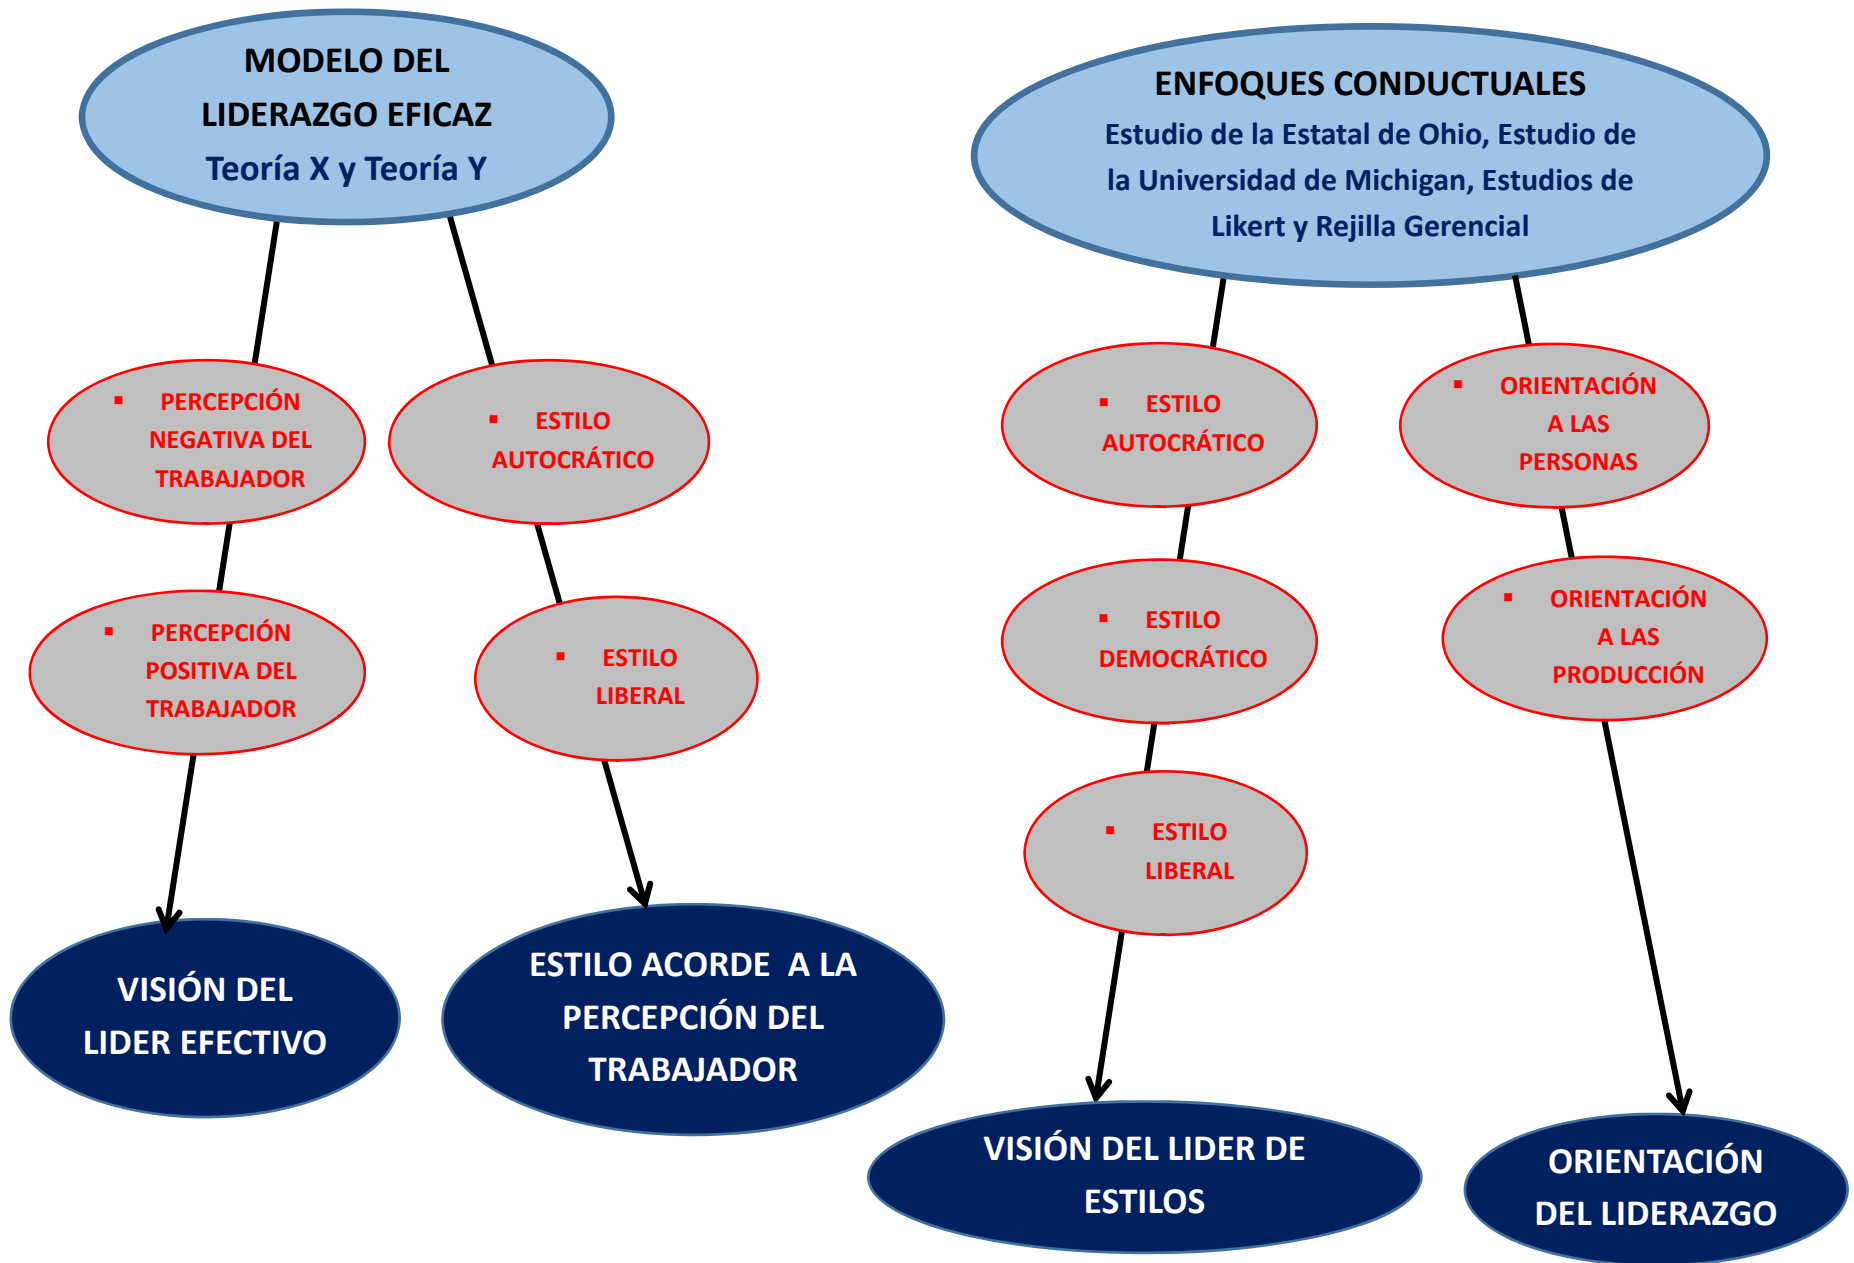 MODELO DEL
LIDERAZGO EFICAZ
Teoría X y Teoría Y
▪ PERCEPCIÓN
NEGATIVA DEL
TRABAJADOR
▪ ESTILO
AUTOCRÁTICO
▪ PERCEPCIÓN
POSITIVA DEL
TRABAJADOR
▪ ESTILO
LIBERAL
VISIÓN DEL
LIDER EFECTIVO
ESTILO ACORDE A LA
PERCEPCIÓN DEL
TRABAJADOR
ENFOQUES CONDUCTUALES
Estudio de la Estatal de Ohio, Estudio de
la Universidad de Michigan, Estudios de
Likert y Rejilla Gerencial
▪ ESTILO
AUTOCRÁTICO
▪ ORIENTACIÓN
A LAS
PERSONAS
▪ ESTILO
DEMOCRÁTICO
▪ ORIENTACIÓN
A LAS
PRODUCCIÓN
▪ ESTILO
LIBERAL
VISIÓN DEL LIDER DE
ESTILOS
ORIENTACIÓN
DEL LIDERAZGO